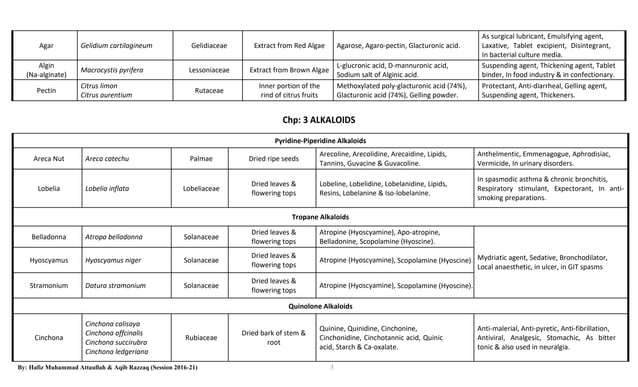 Agar
Gelidium cartilagineum
Gelidiaceae
Extract from Red Algae
Agarose, Agaro-pectin, Glacturonic acid.
As surgical lubricant, Emulsifying agent,
Laxative, Tablet excipient, Disintegrant,
In bacterial culture media.
Algin
(Na-alginate)
Macrocystis pyrifera
Lessoniaceae
Extract from Brown Algae
L-glucronic acid, D-mannuronic acid,
Sodium salt of Alginic acid.
Suspending agent, Thickening agent, Tablet
binder, In food industry & in confectionary.
Pectin
Citrus limon
Citrus aurentium
Rutaceae
Inner portion of the
rind of citrus fruits
Methoxylated poly-glacturonic acid (74%),
Glacturonic acid (74%), Gelling powder.
Protectant, Anti-diarrheal, Gelling agent,
Suspending agent, Thickeners.
Chp: 3 ALKALOIDS
Pyridine-Piperidine Alkaloids
Areca Nut
Areca catechu
Palmae
Dried ripe seeds
Arecoline, Arecolidine, Arecaidine, Lipids,
Tannins, Guvacine & Guvacoline.
Anthelmentic, Emmenagogue, Aphrodisiac,
Vermicide, In urinary disorders.
Lobelia
Lobelia inflata
Lobeliaceae
Dried leaves &
flowering tops
Lobeline, Lobelidine, Lobelanidine, Lipids,
Resins, Lobelanine & Iso-lobelanine.
In spasmodic asthma & chronic bronchitis,
Respiratory stimulant, Expectorant, In anti-
smoking preparations.
Tropane Alkaloids
Belladonna
Atropa belladonna
Solanaceae
Dried leaves &
flowering tops
Atropine (Hyoscyamine), Apo-atropine,
Belladonine, Scopolamine (Hyoscine).
Mydriatic agent, Sedative, Bronchodilator,
Local anaesthetic, in ulcer, in GIT spasms
Hyoscyamus
Hyoscyamus niger
Solanaceae
Dried leaves &
flowering tops
Atropine (Hyoscyamine), Scopolamine (Hyoscine)
Stramonium
Datura stramonium
Solanaceae
Dried leaves &
flowering tops
Atropine (Hyoscyamine), Scopolamine (Hyoscine).
Quinolone Alkaloids
Cinchona
Cinchona calisaya
Cinchona offcinalis
Cinchona succirubra
Cinchona ledgeriana
Rubiaceae
Dried bark of stem &
root
Quinine, Quinidine, Cinchonine,
Cinchonidine, Cinchotannic acid, Quinic
acid, Starch & Ca-oxalate.
Anti-malerial, Anti-pyretic, Anti-fibrillation,
Antiviral, Analgesic, Stomachic, As bitter
tonic & also used in neuralgia.
By: Hafiz Muhammad Attaullah & Aqib Razzaq (Session 2016-21)
3